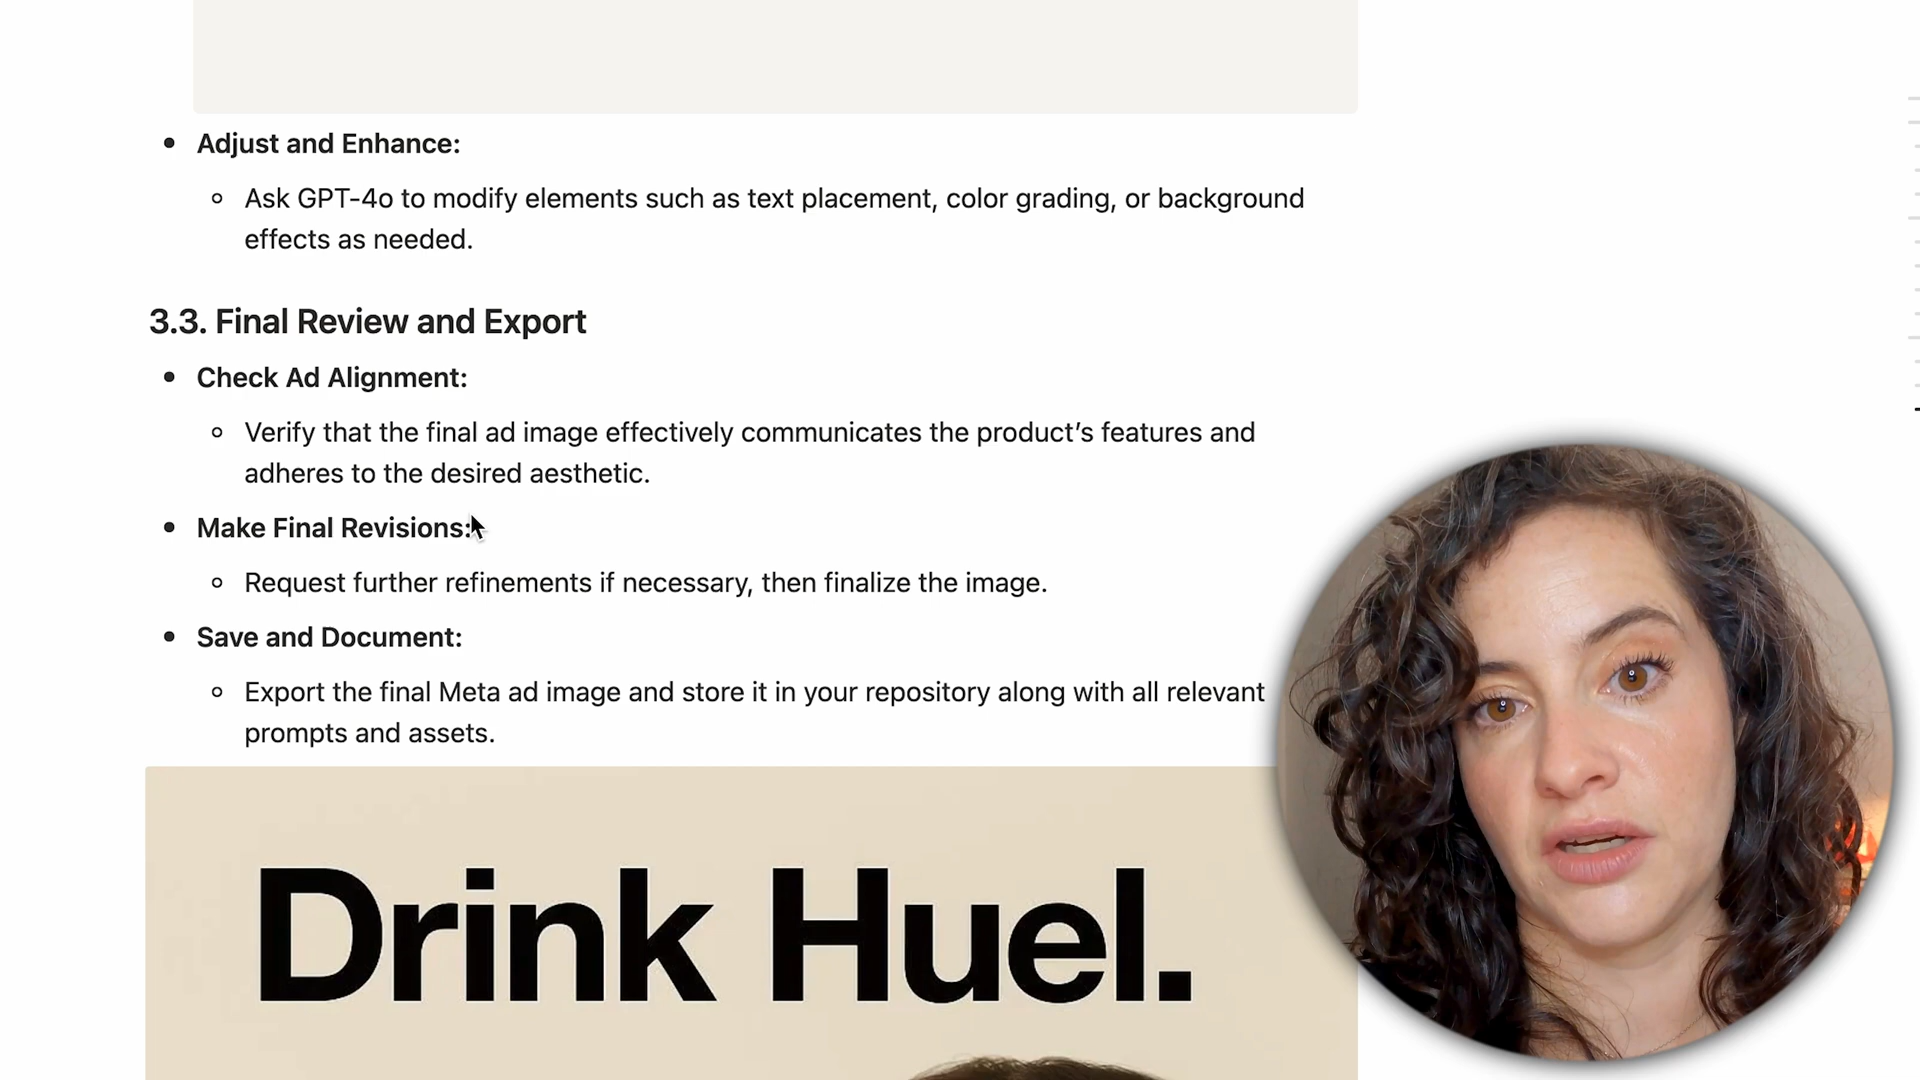 Adjust and Enhance:
Ask GPT-4o to modify elements such as text placement, color grading, or background
effects as needed.
3.3. Final Review and Export
Check Ad Alignment:
Verify that the final ad image effectively communicates the product’s features and
adheres to the desired aesthetic.
Make Final Revisions:
Request further refinements if necessary, then finalize the image.
Save and Document:
Export the final Meta ad image and store it in your repository along with all relevant
prompts and assets.
Drink Huel.